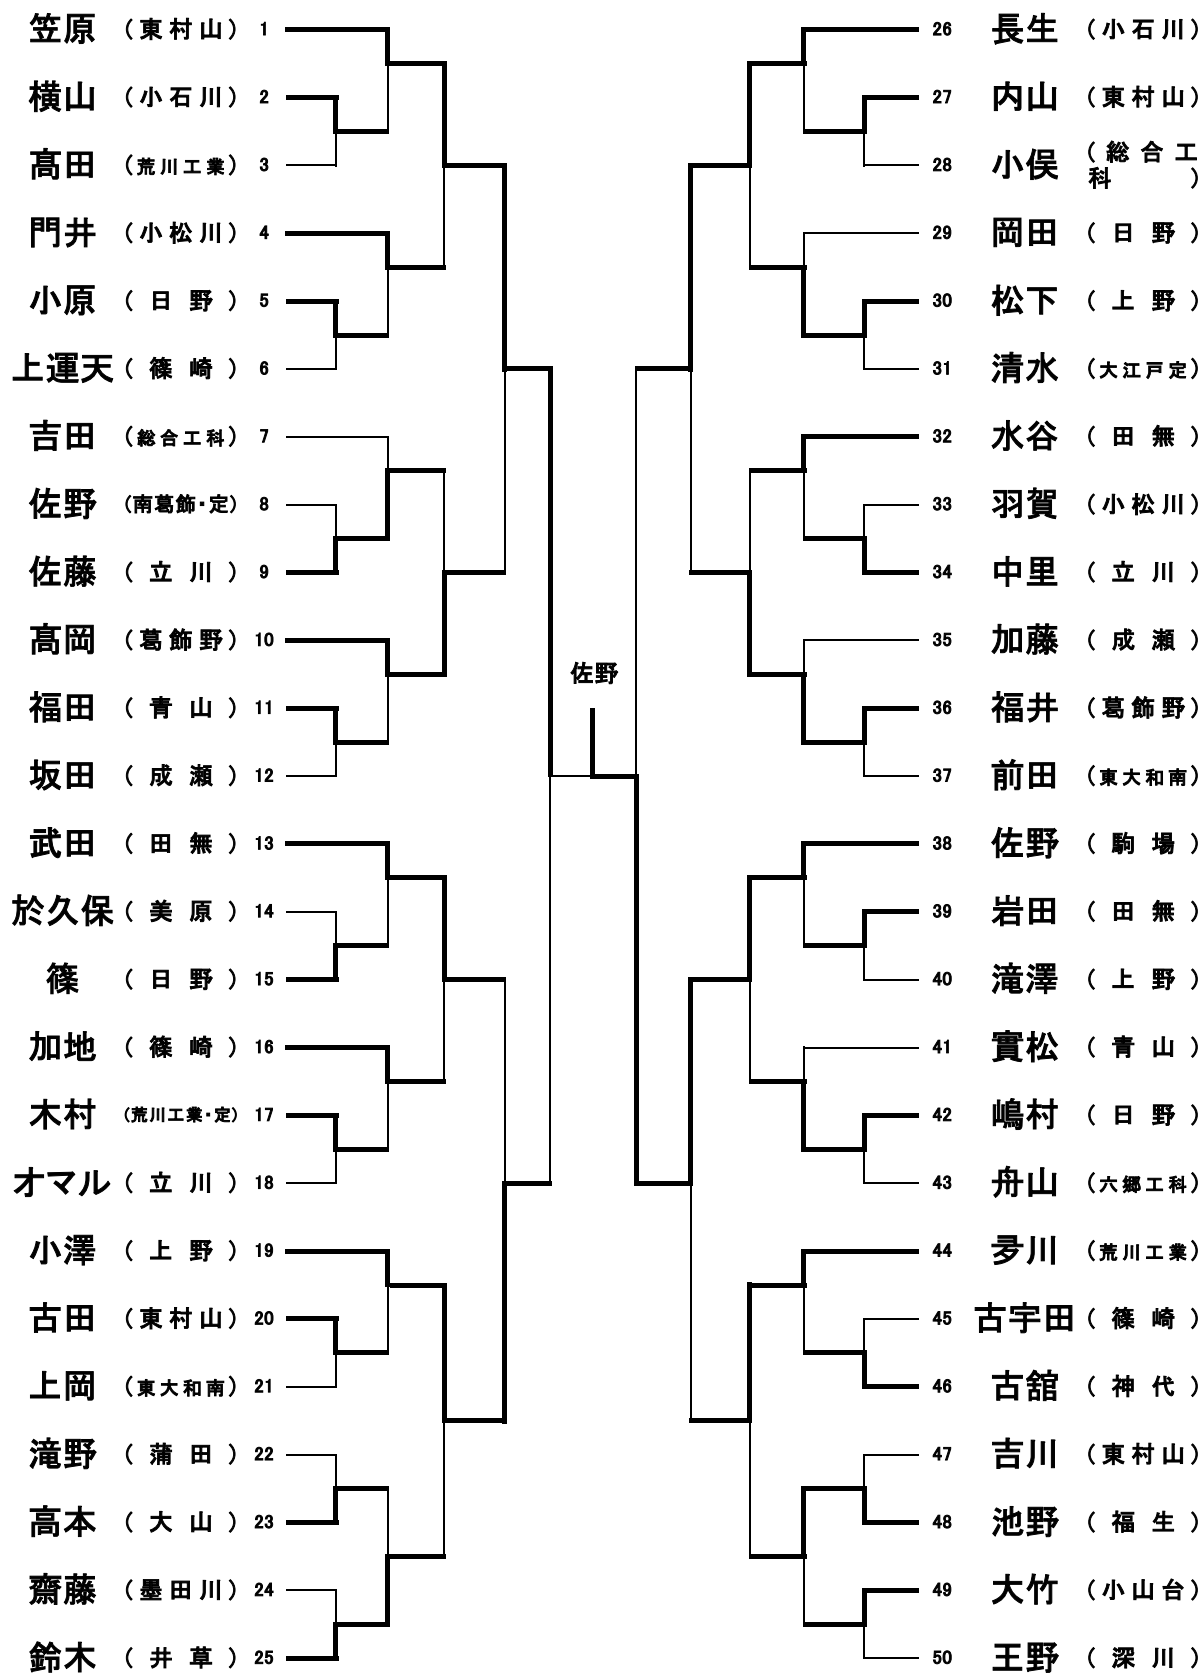 笠原 (東村山) 1
横山 (小石川) 2
髙田 (荒川工業) 3
門井 (小松川) 4
小原 (日野) 5
上運天 (篠崎) 6
吉田 (総合工科) 7
佐野 (南葛飾・定) 8
佐藤 (立川) 9
髙岡 (葛飾野) 10
福田 (青山) 11
坂田 (成瀬) 12
武田 (田無) 13
於久保 (美原) 14
篠 (日野) 15
加地 (篠崎) 16
木村 (荒川工業・定) 17
オマル (立川) 18
小澤 (上野) 19
古田 (東村山) 20
上岡 (東大和南) 21
滝野 (蒲田) 22
高本 (大山) 23
齋藤 (墨田川) 24
鈴木 (井草) 25
佐野
26 長生 (小石川)
27 内山 (東村山)
28 小俣 (総合工
科)
29 岡田 (日野)
30 松下 (上野)
31 清水 (大江戸定)
32 水谷 (田無)
33 羽賀 (小松川)
34 中里 (立川)
35 加藤 (成瀬)
36 福井 (葛飾野)
37 前田 (東大和南)
38 佐野 (駒場)
39 岩田 (田無)
40 滝澤 (上野)
41 實松 (青山)
42 嶋村 (日野)
43 舟山 (六郷工科)
44 夛川 (荒川工業)
45 古宇田 (篠崎)
46 古舘 (神代)
47 吉川 (東村山)
48 池野 (福生)
49 大竹 (小山台)
50 王野 (深川)